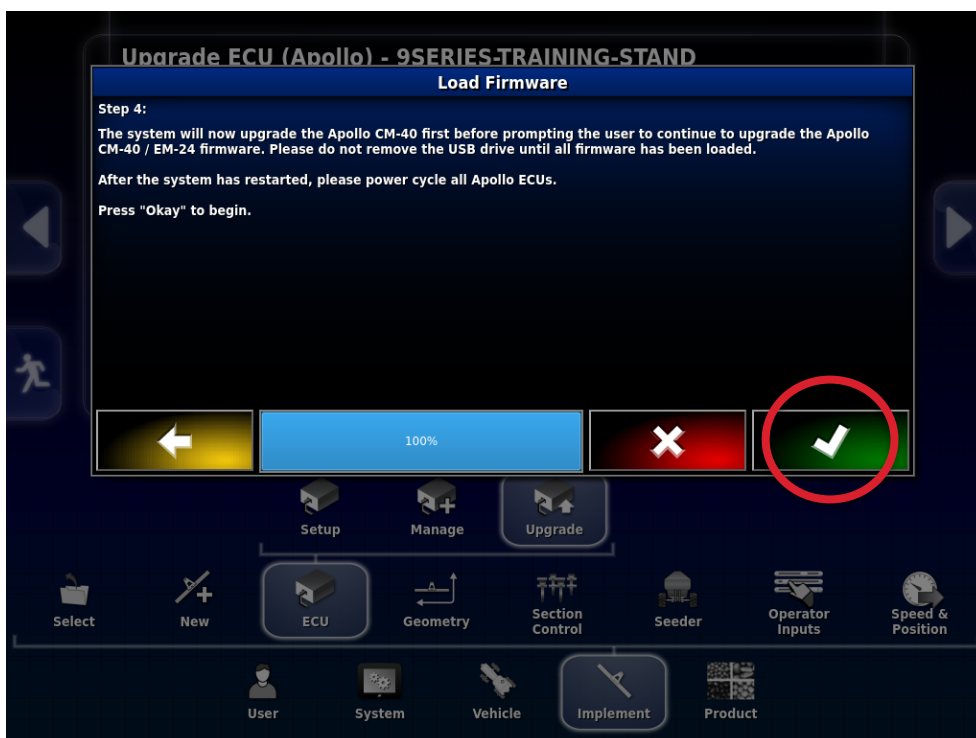 Upgrade ECU (Apollo) - 9SERIES-TRAINING-STAND
Load Firmware
Step 4:
The system will now upgrade the Apollo CM-40 first before prompting the user to continue to upgrade the Apollo
CM-40 / EM-24 firmware. Please do not remove the USB drive until all firmware has been loaded.
After the system has restarted, please power cycle all Apollo ECUs.
Press "Okay" to begin.
100%
Setup
Manage
Upgrade
Select
New
ECU
Geometry
Section
Control
Seeder
Operator
Inputs
Speed &
Position
User
System
Vehicle
Implement
Product